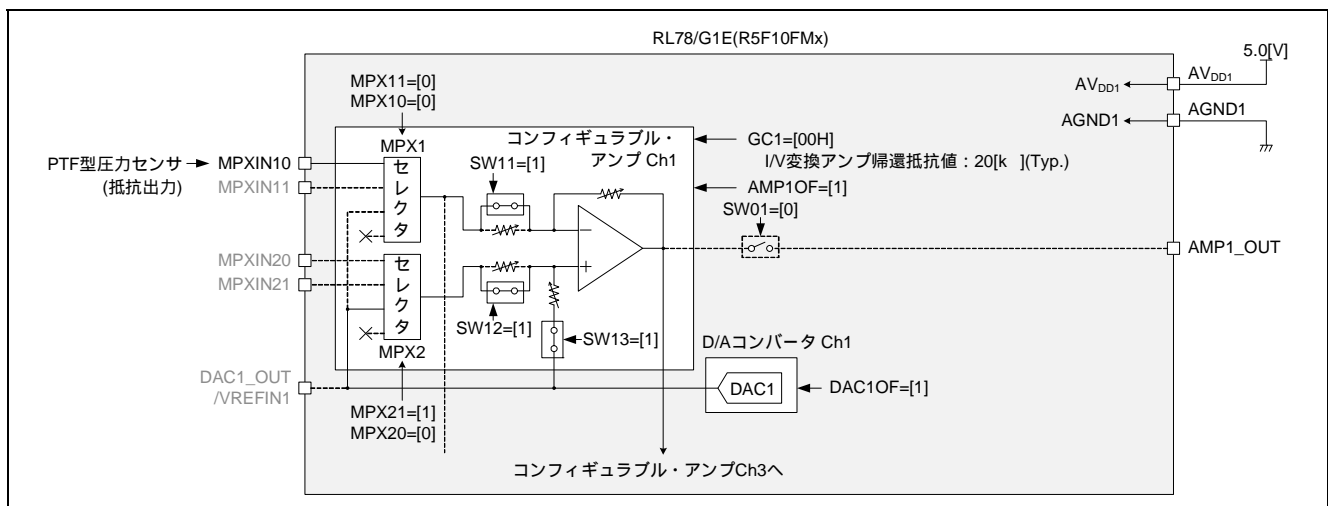 RL78/G1E(R5F10FMx)
5.0[V]
MPX11=[0]
MPX10=[0]
AVDD1
AVDD1
AGND1
AGND1
コンフィギュラブル・
アンプ Ch1
GC1=[00H]
I/V変換アンプ帰還抵抗値：20[k ](Typ.)
AMP1OF=[1]
SW01=[0]
PTF型圧力センサ
(抵抗出力)
MPXIN10
MPXIN11
MPX1
セレクタ
SW11=[1]
−
+
AMP1_OUT
MPXIN20
MPXIN21
セレクタ
MPX2
SW12=[1]
SW13=[1]
D/Aコンバータ Ch1
DAC1
DAC1OF=[1]
DAC1_OUT
/VREFIN1
MPX21=[1]
MPX20=[0]
コンフィギュラブル・アンプCh3へ